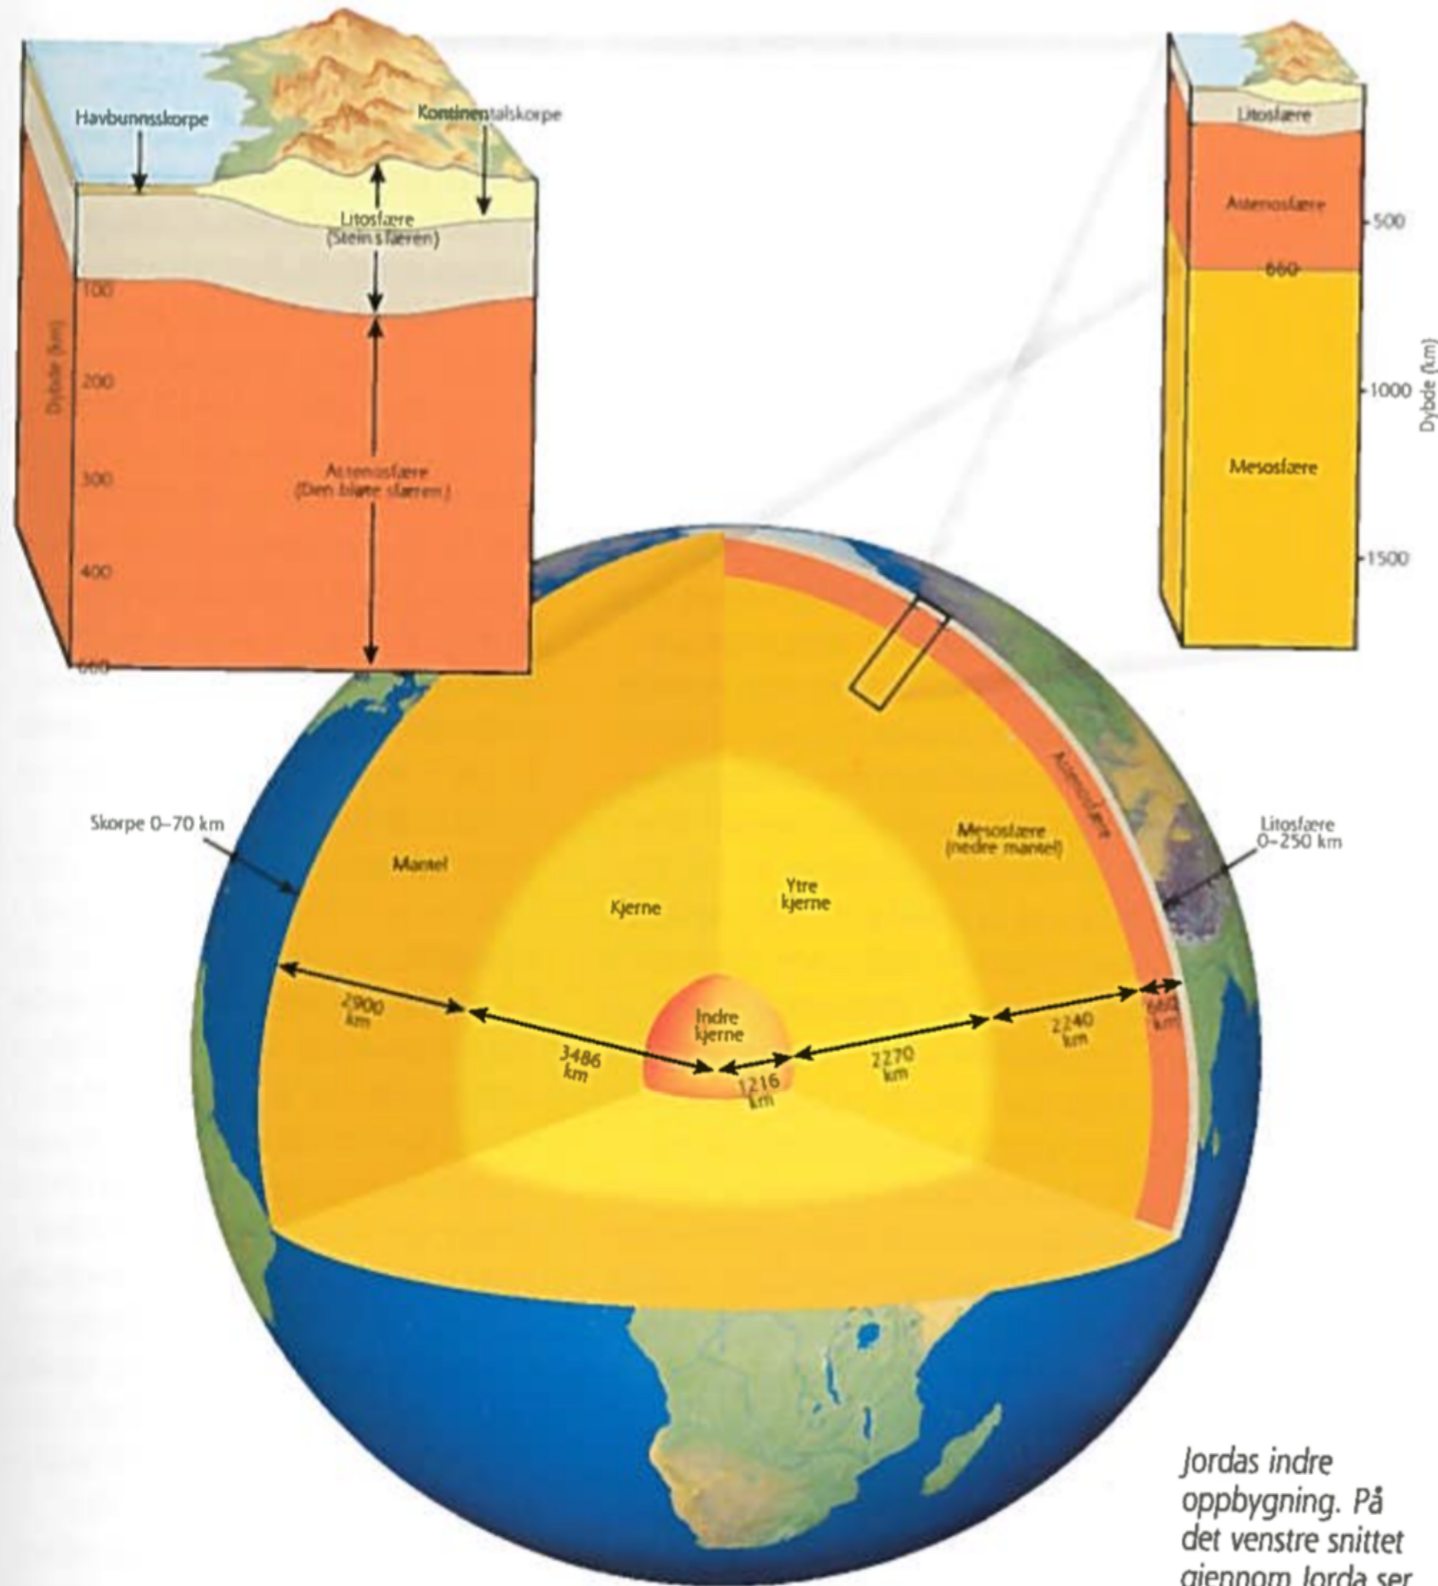 Havbunnsskorpe
Kontinentalskorpe
Litosfære
(Steinsfæren)
100
200
300
400
660
Dybde (km)
Astenosfære
(Den bløte sfæren)
Litosfære
Astenosfære
500
660
1000
Dybde (km)
Mesosfære
1500
Skorpe 0–70 km
Mantel
Kjerne
Ytre
kjerne
Mesosfære
(nedre mantel)
Astenosfære
Litosfære
0–250 km
Indre
kjerne
2900
km
3486
km
1216
km
2270
km
2240
km
660
km
Jordas indre
oppbygning. På
det venstre snittet
gjennom Jorda ser